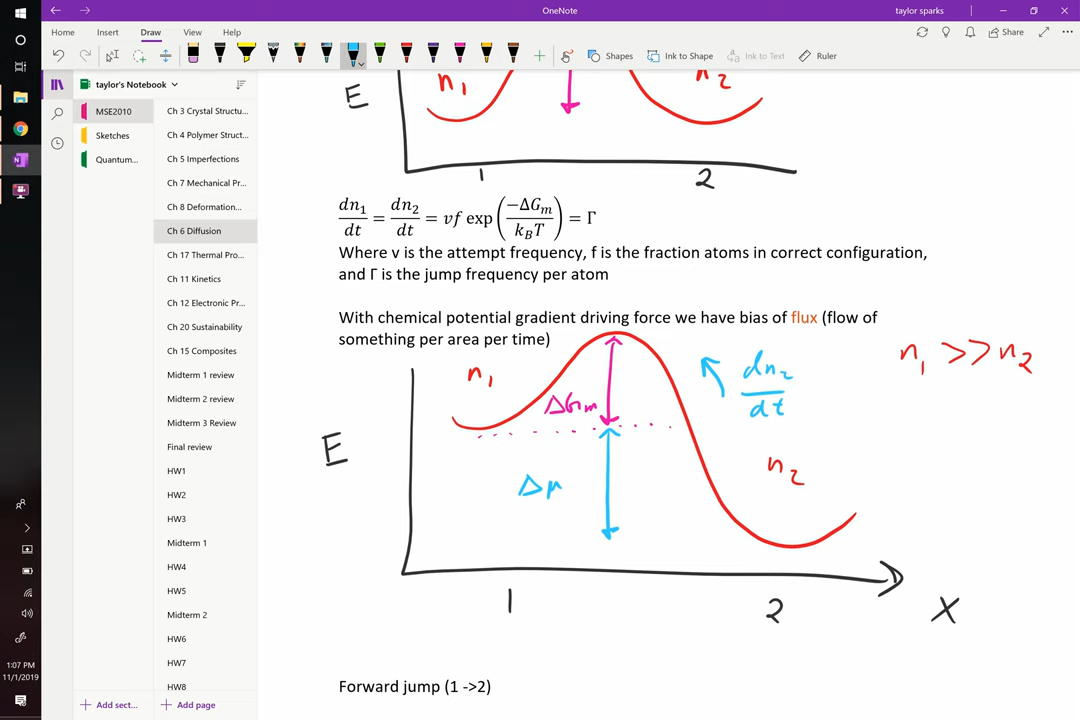 OneNote
taylor sparks
Home
Insert
Draw
View
Help
Share
Shapes
Ink to Shape
Ink to Text
Ruler
taylor's Notebook
MSE2010
Sketches
Quantum...
Ch 3 Crystal Structu...
Ch 4 Polymer Struct...
Ch 5 Imperfections
Ch 7 Mechanical Pr...
Ch 8 Deformation...
Ch 6 Diffusion
Ch 17 Thermal Pro...
Ch 11 Kinetics
Ch 12 Electronic Pr...
Ch 20 Sustainability
Ch 15 Composites
Midterm 1 review
Midterm 2 review
Midterm 3 Review
Final review
HW1
HW2
HW3
Midterm 1
HW4
HW5
Midterm 2
HW6
HW7
HW8
Add sect...
Add page
1:07 PM
11/1/2019
E
n₁
n₂
1
2
dn₁/dt = dn₂/dt = vf exp(−ΔGₘ/k_BT) = Γ
Where v is the attempt frequency, f is the fraction atoms in correct configuration,
and Γ is the jump frequency per atom
With chemical potential gradient driving force we have bias of flux (flow of
something per area per time)
n₁ >> n₂
n₁
dn₂/dt
ΔGₘ
E
n₂
Δμ
1
2
X
Forward jump (1 ->2)